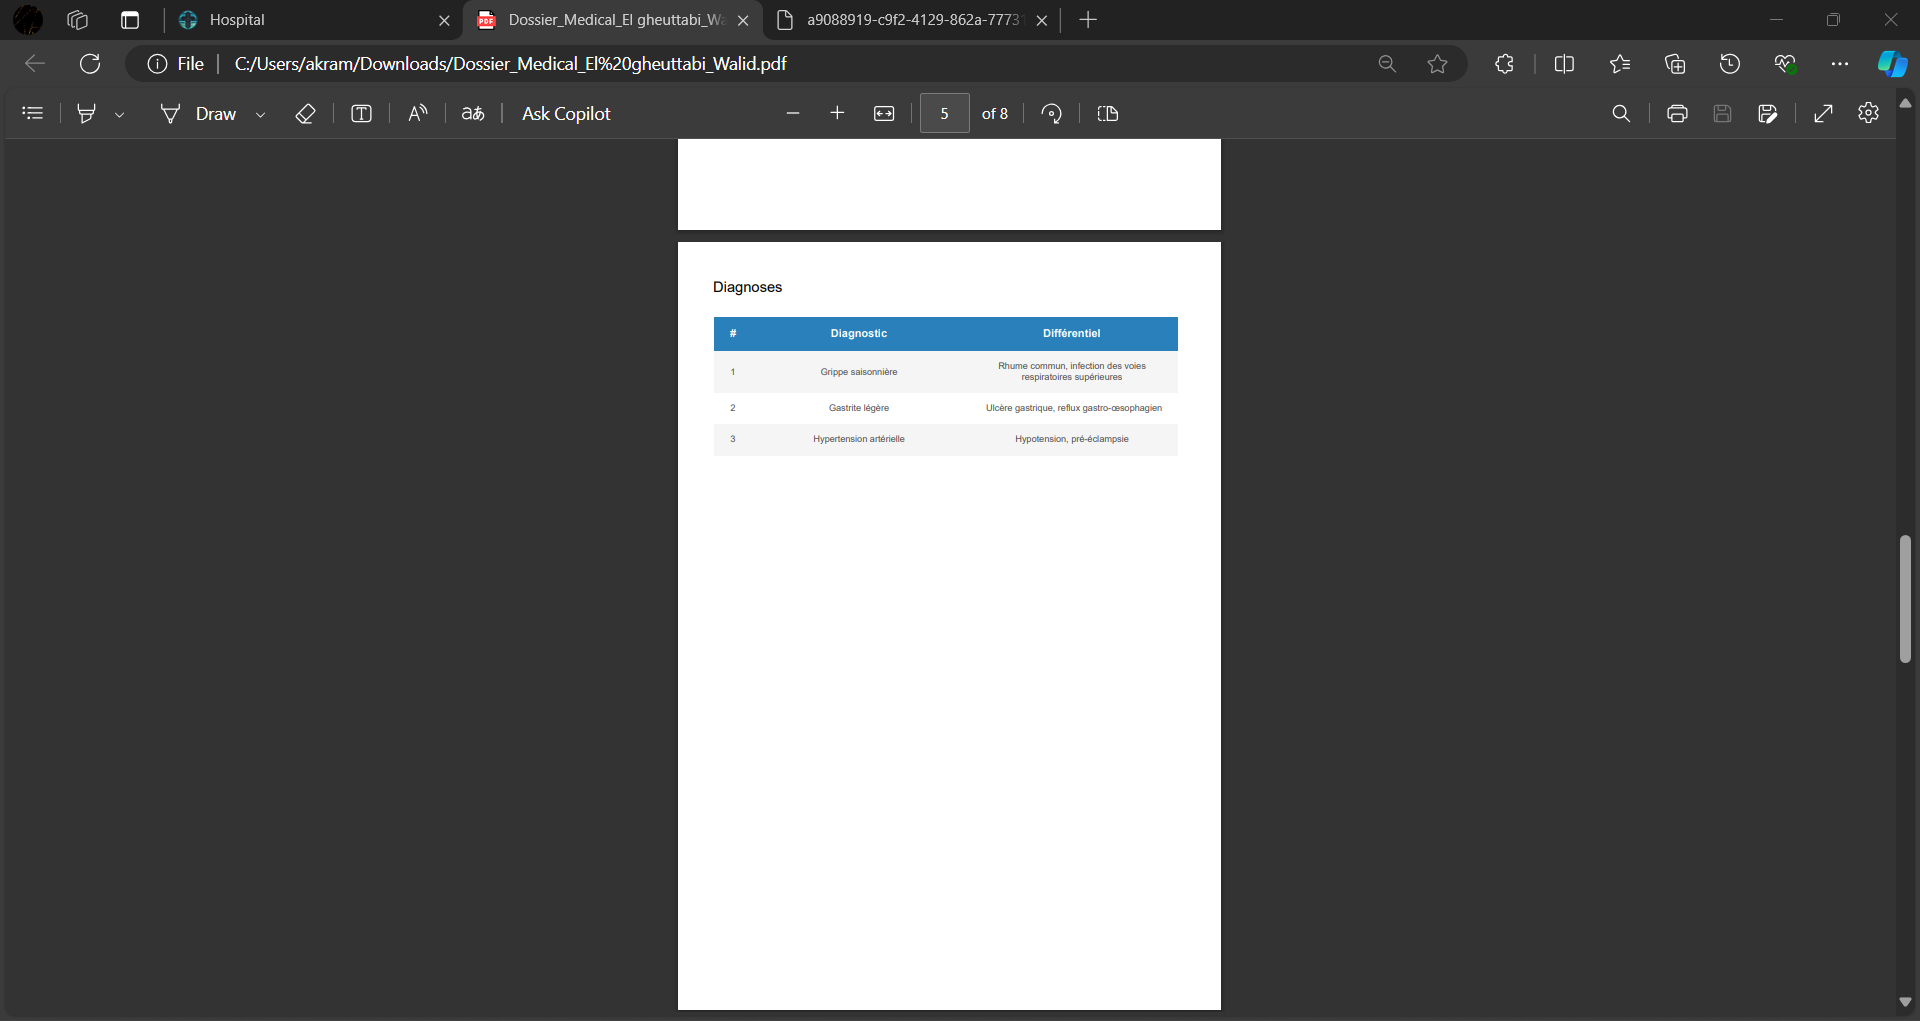 Hospital
Dossier_Medical_El gheuttabi_Wa
a9088919-c9f2-4129-862a-7773
File
C:/Users/akram/Downloads/Dossier_Medical_El%20gheuttabi_Walid.pdf
Draw
Ask Copilot
5 of 8
Diagnoses
# Diagnostic Différentiel
1 Grippe saisonnière Rhume commun, infection des voies
respiratoires supérieures
2 Gastrite légère Ulcère gastrique, reflux gastro-œsophagien
3 Hypertension artérielle Hypotension, pré-éclampsie